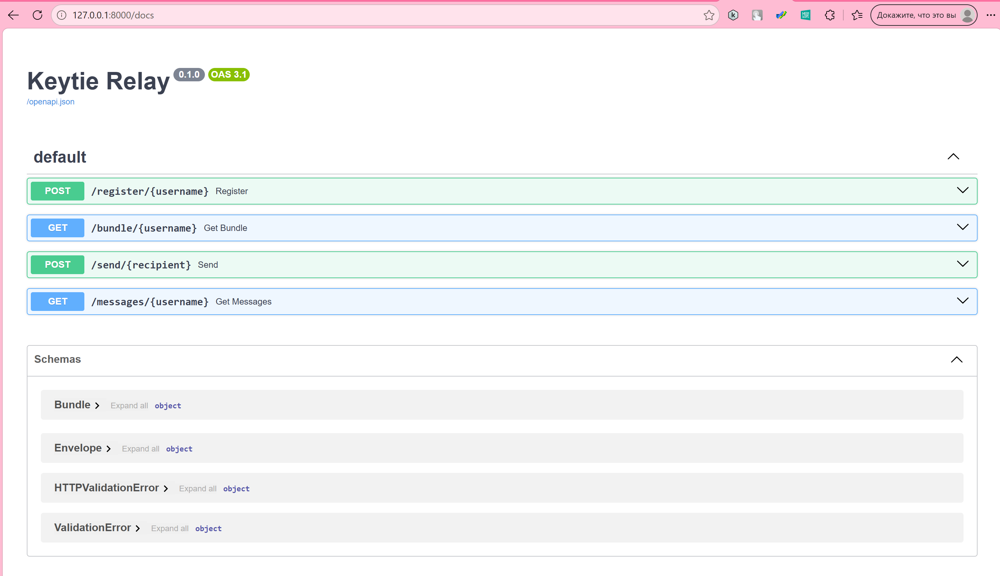 127.0.0.1:8000/docs
k
MEDIA SCOPE
Докажите, что это вы
Keytie Relay 0.1.0 OAS 3.1
/openapi.json
default
POST /register/{username} Register
GET /bundle/{username} Get Bundle
POST /send/{recipient} Send
GET /messages/{username} Get Messages
Schemas
Bundle Expand all object
Envelope Expand all object
HTTPValidationError Expand all object
ValidationError Expand all object